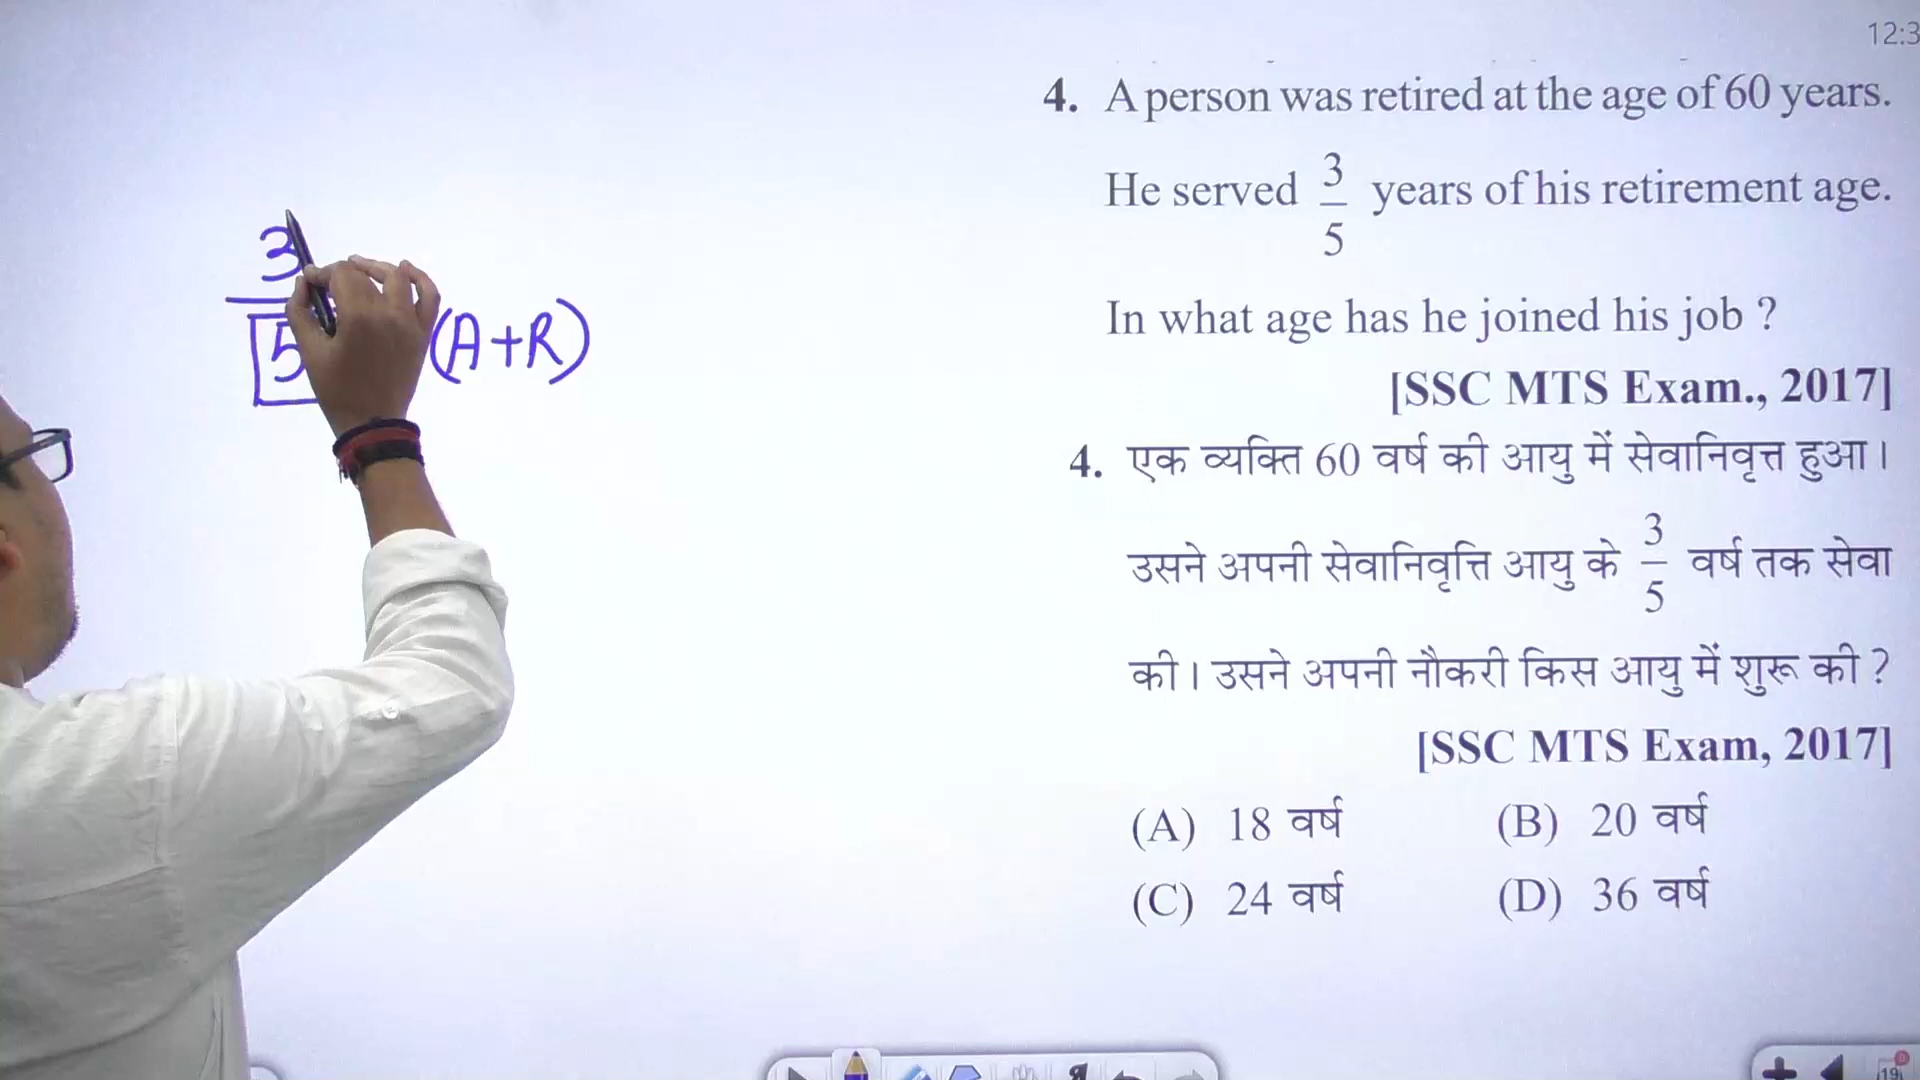 12:3
4. A person was retired at the age of 60 years.
He served 3/5 years of his retirement age.
In what age has he joined his job ?
[SSC MTS Exam., 2017]
4. एक व्यक्ति 60 वर्ष की आयु में सेवानिवृत्त हुआ।
उसने अपनी सेवानिवृत्ति आयु के 3/5 वर्ष तक सेवा
की। उसने अपनी नौकरी किस आयु में शुरू की ?
[SSC MTS Exam, 2017]
(A) 18 वर्ष (B) 20 वर्ष
(C) 24 वर्ष (D) 36 वर्ष
3
5 (A+R)
19